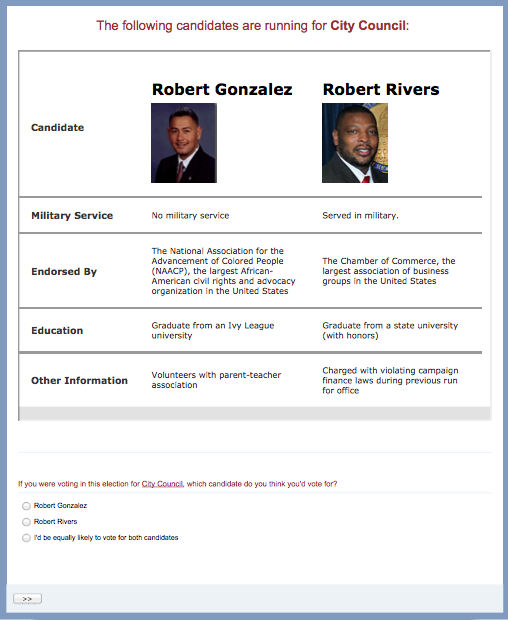 The following candidates are running for City Council:
Robert Gonzalez
Robert Rivers
Candidate
Military Service
No military service
Served in military.
Endorsed By
The National Association for the
Advancement of Colored People
(NAACP), the largest African-
American civil rights and advocacy
organization in the United States
The Chamber of Commerce, the
largest association of business
groups in the United States
Education
Graduate from an Ivy League
university
Graduate from a state university
(with honors)
Other Information
Volunteers with parent-teacher
association
Charged with violating campaign
finance laws during previous run
for office
If you were voting in this election for City Council, which candidate do you think you'd vote for?
Robert Gonzalez
Robert Rivers
I'd be equally likely to vote for both candidates
>>